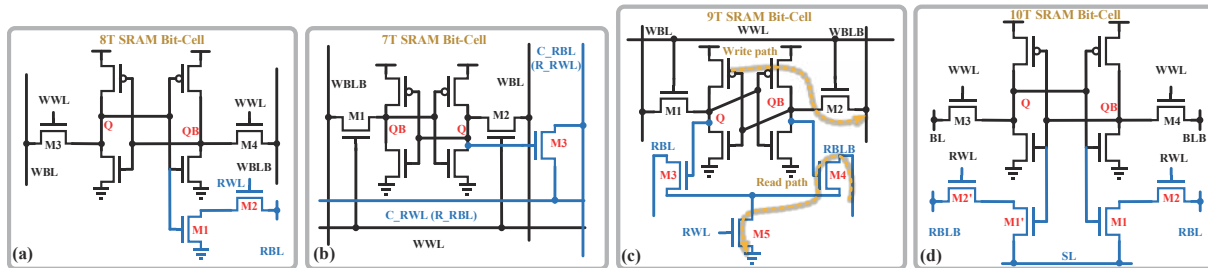 8T SRAM Bit-Cell
WWL
WWL
Q
QB
M3
M4
WBL
WBLB
RWL
M2
M1
RBL
(a)
7T SRAM Bit-Cell
C_RBL
(R_RWL)
WBLB
WBL
M1
M2
QB
Q
M3
C_RWL (R_RBL)
WWL
(b)
9T SRAM Bit-Cell
WBL
WWL
WBLB
Write path
M1
QB
M2
Q
RBL
RBLB
M3
M4
Read path
RWL
M5
(c)
10T SRAM Bit-Cell
WWL
WWL
Q
QB
M3
M4
BL
BLB
RWL
RWL
M2'
M2
M1'
M1
RBLB
RBL
SL
(d)